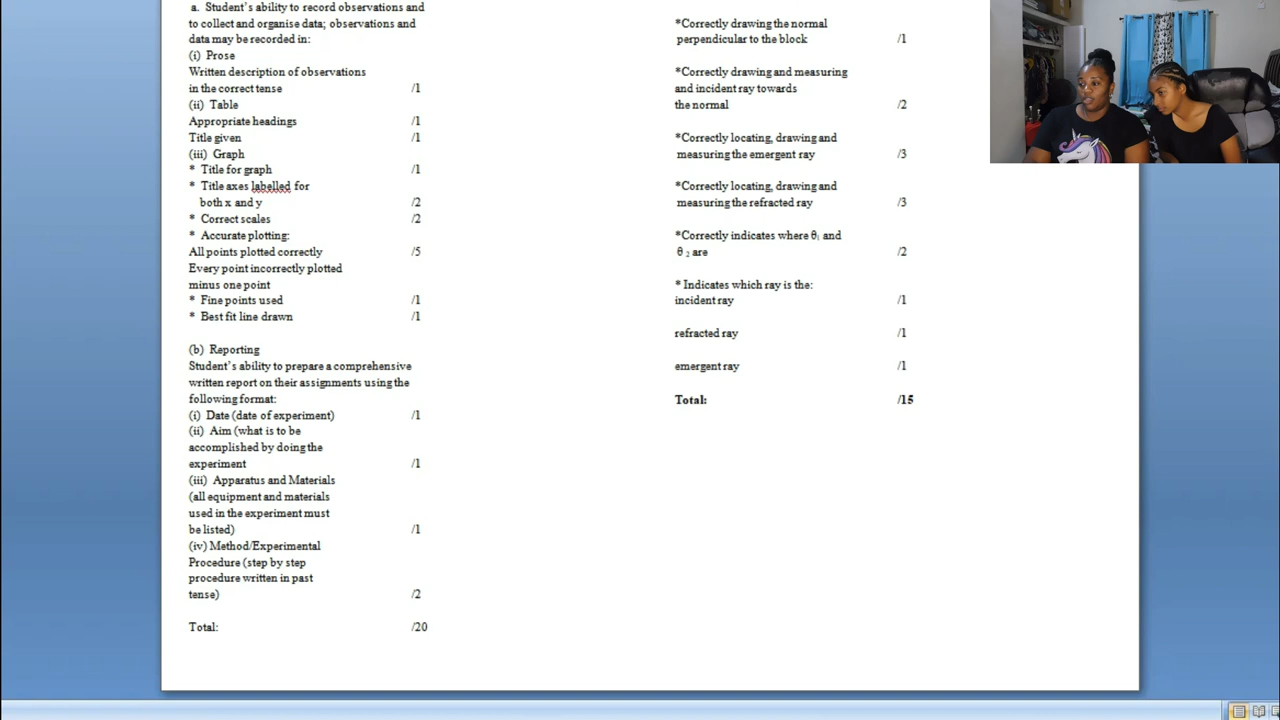 a. Student's ability to record observations and
to collect and organise data; observations and
data may be recorded in:
(i) Prose
Written description of observations
in the correct tense /1
(ii) Table
Appropriate headings /1
Title given /1
(iii) Graph
* Title for graph /1
* Title axes labelled for
both x and y /2
* Correct scales /2
* Accurate plotting:
All points plotted correctly /5
Every point incorrectly plotted
minus one point
* Fine points used /1
* Best fit line drawn /1
(b) Reporting
Student's ability to prepare a comprehensive
written report on their assignments using the
following format:
(i) Date (date of experiment) /1
(ii) Aim (what is to be
accomplished by doing the
experiment /1
(iii) Apparatus and Materials
(all equipment and materials
used in the experiment must
be listed) /1
(iv) Method/Experimental
Procedure (step by step
procedure written in past
tense) /2
Total: /20
*Correctly drawing the normal
perpendicular to the block /1
*Correctly drawing and measuring
and incident ray towards
the normal /2
*Correctly locating, drawing and
measuring the emergent ray /3
*Correctly locating, drawing and
measuring the refracted ray /3
*Correctly indicates where θ₁ and
θ ₂ are /2
* Indicates which ray is the:
incident ray /1
refracted ray /1
emergent ray /1
Total: /15